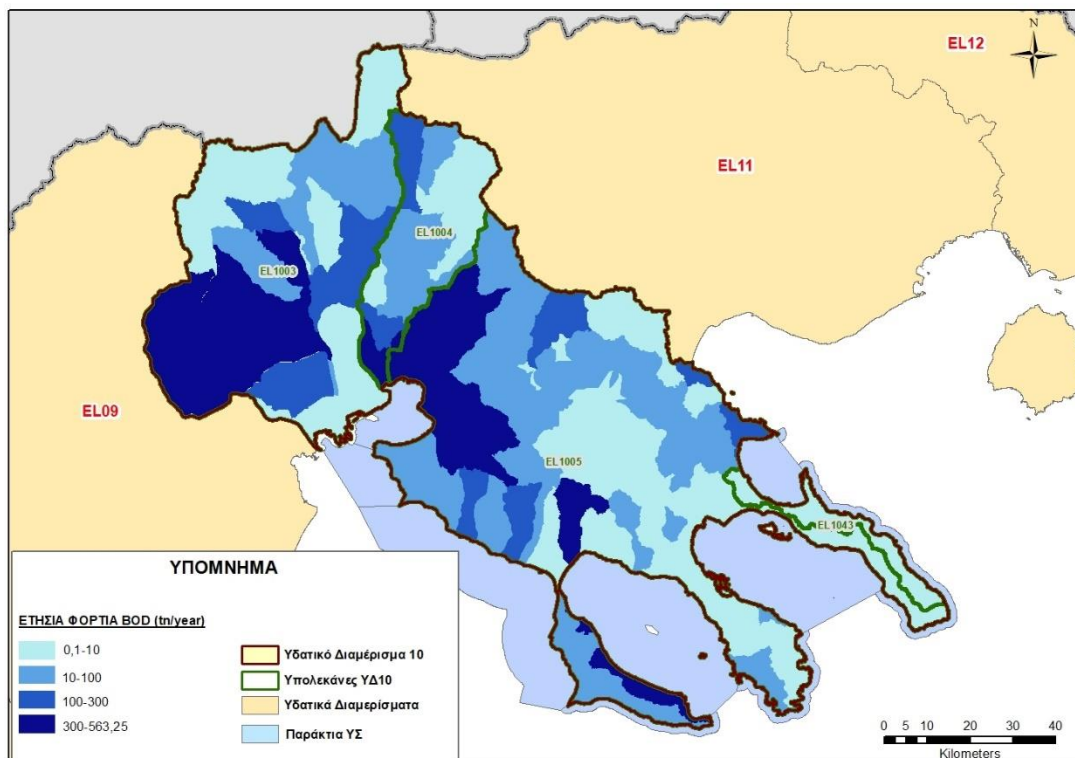 EL12
N
EL11
EL1004
EL1003
EL09
EL1005
EL1043
ΥΠΟΜΝΗΜΑ
ΕΤΗΣΙΑ ΦΟΡΤΙΑ BOD (tn/year)
0,1-10
10-100
100-300
300-563,25
Υδατικό Διαμέρισμα 10
Υπολεκάνες ΥΔ10
Υδατικά Διαμερίσματα
Παράκτια ΥΣ
0 5 10 20 30 40
Kilometers